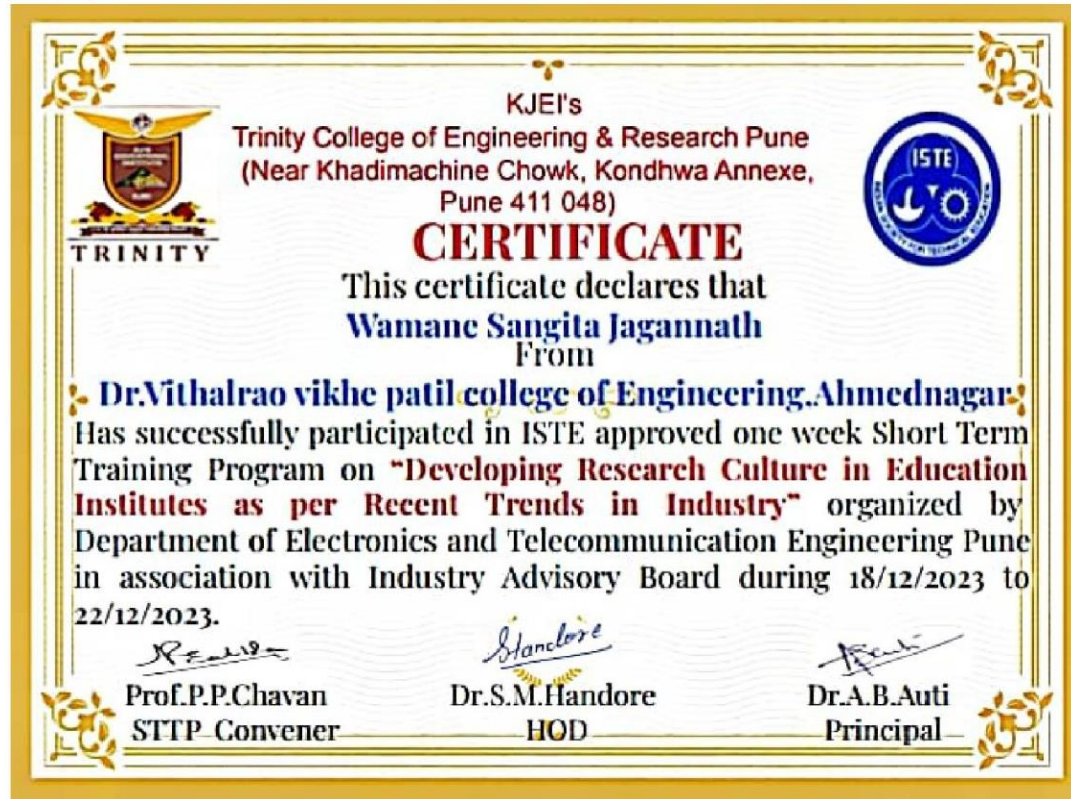 KJEI's
Trinity College of Engineering & Research Pune
(Near Khadimachine Chowk, Kondhwa Annexe,
Pune 411 048)
TRINITY
ISTE
CERTIFICATE
This certificate declares that
Wamane Sangita Jagannath
From
Dr.Vithalrao vikhe patil college of Engineering.Ahmednagar
Has successfully participated in ISTE approved one week Short Term
Training Program on “Developing Research Culture in Education
Institutes as per Recent Trends in Industry” organized by
Department of Electronics and Telecommunication Engineering Pune
in association with Industry Advisory Board during 18/12/2023 to
22/12/2023.
Prof.P.P.Chavan Dr.S.M.Handore Dr.A.B.Auti
STTP Convener HOD Principal